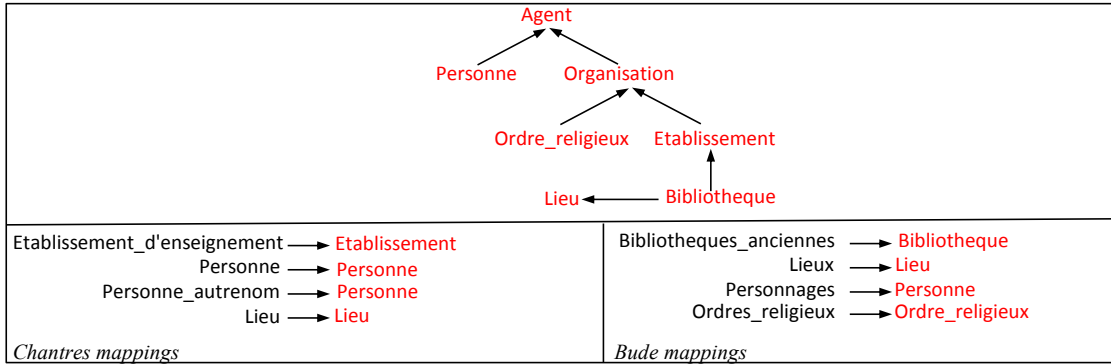 Agent
Personne Organisation
Ordre_religieux Etablissement
Lieu Bibliotheque
Etablissement_d'enseignement Etablissement
Personne Personne
Personne_autrenom Personne
Lieu Lieu
Chantres mappings
Bibliotheques_anciennes Bibliotheque
Lieux Lieu
Personnages Personne
Ordres_religieux Ordre_religieux
Bude mappings